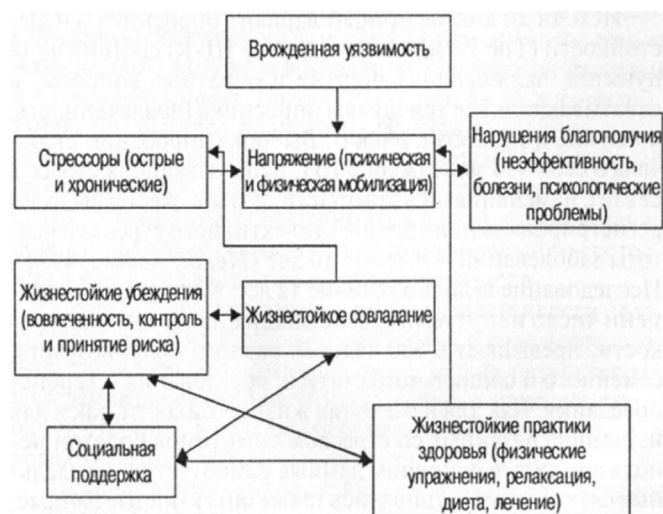 Врожденная уязвимость
Стрессоры (острые
и хронические)
Напряжение (психическая
и физическая мобилизация)
Нарушения благополучия
(неэффективность,
болезни, психологические
проблемы)
Жизнестойкие убеждения
(вовлеченность, контроль
и принятие риска)
Жизнестойкое совладание
Социальная
поддержка
Жизнестойкие практики
здоровья (физические
упражнения, релаксация,
диета, лечение)